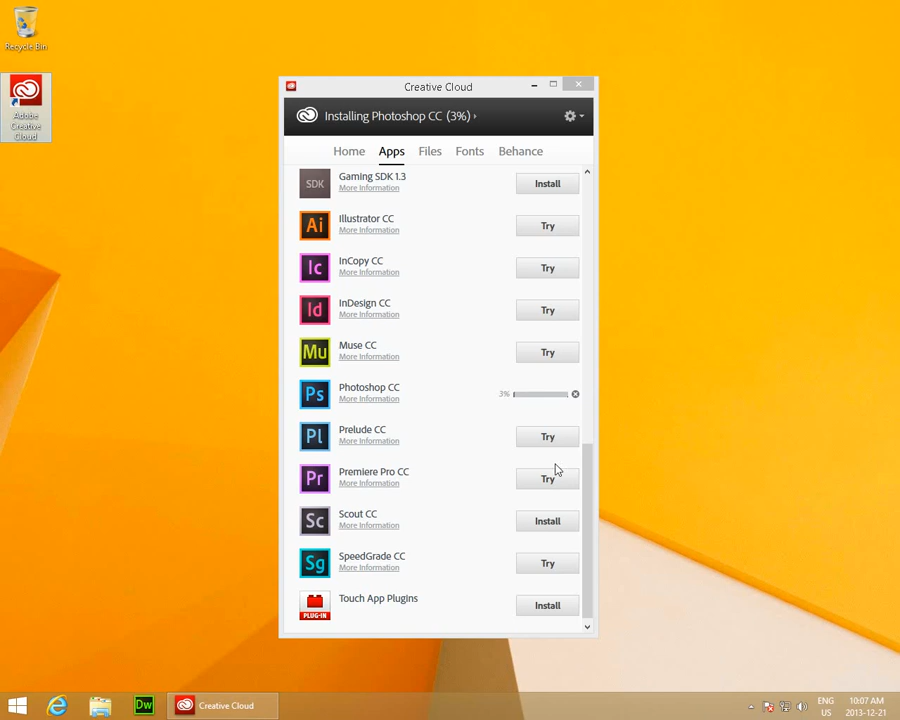 Recycle Bin
Adobe
Creative
Cloud
Creative Cloud
Installing Photoshop CC (3%)
Home Apps Files Fonts Behance
SDK Gaming SDK 1.3 Install
More Information
Ai Illustrator CC Try
More Information
Ic InCopy CC Try
More Information
Id InDesign CC Try
More Information
Mu Muse CC Try
More Information
Ps Photoshop CC 3%
More Information
Pl Prelude CC Try
More Information
Pr Premiere Pro CC Try
More Information
Sc Scout CC Install
More Information
Sg SpeedGrade CC Try
More Information
PLUG-IN Touch App Plugins Install
Dw Creative Cloud
ENG 10:07 AM
US 2013-12-21